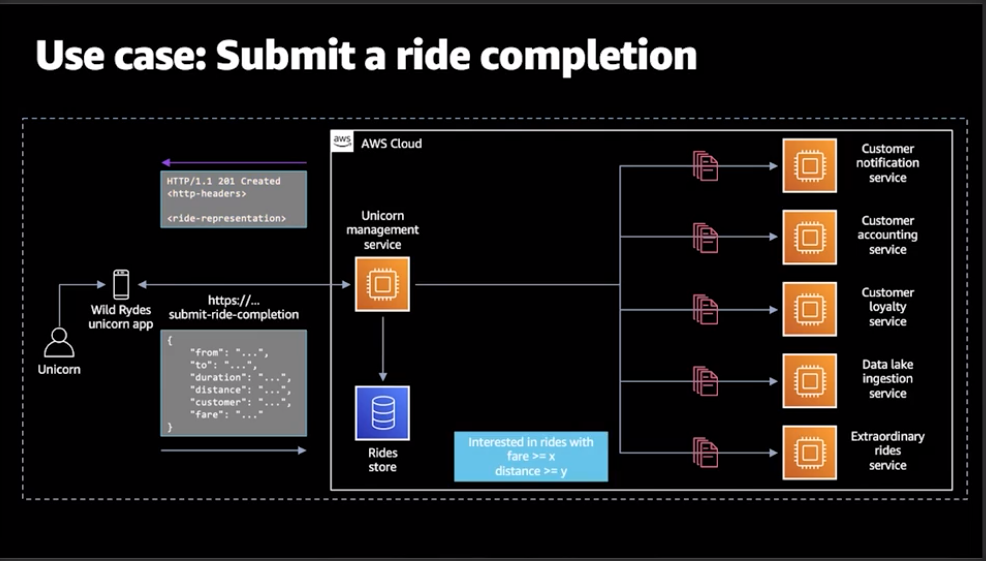 Use case: Submit a ride completion
aws
AWS Cloud
HTTP/1.1 201 Created
<http-headers>
<ride-representation>
Unicorn
management
service
Wild Rydes
unicorn app
Unicorn
https://...
submit-ride-completion
{
"from": "...",
"to": "...",
"duration": "...",
"distance": "...",
"customer": "...",
"fare": "..."
}
Rides
store
Interested in rides with
fare >= x
distance >= y
Customer
notification
service
Customer
accounting
service
Customer
loyalty
service
Data lake
ingestion
service
Extraordinary
rides
service